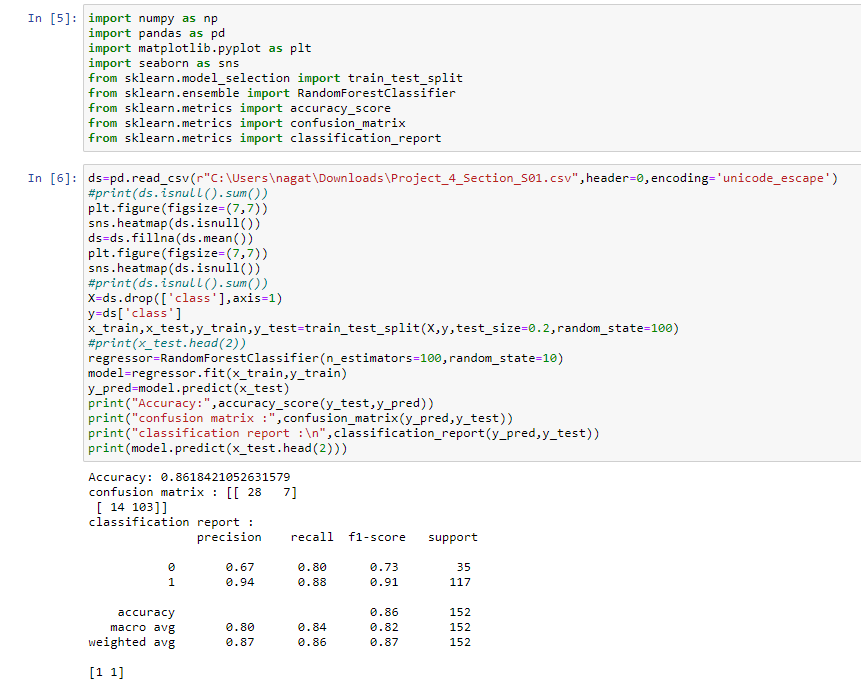 In [5]: import numpy as np
import pandas as pd
import matplotlib.pyplot as plt
import seaborn as sns
from sklearn.model_selection import train_test_split
from sklearn.ensemble import RandomForestClassifier
from sklearn.metrics import accuracy_score
from sklearn.metrics import confusion_matrix
from sklearn.metrics import classification_report
In [6]: ds=pd.read_csv(r"C:\Users\nagat\Downloads\Project_4_Section_S01.csv",header=0,encoding='unicode_escape')
#print(ds.isnull().sum())
plt.figure(figsize=(7,7))
sns.heatmap(ds.isnull())
ds=ds.fillna(ds.mean())
plt.figure(figsize=(7,7))
sns.heatmap(ds.isnull())
#print(ds.isnull().sum())
X=ds.drop(['class'],axis=1)
y=ds['class']
x_train,x_test,y_train,y_test=train_test_split(X,y,test_size=0.2,random_state=100)
#print(x_test.head(2))
regressor=RandomForestClassifier(n_estimators=100,random_state=10)
model=regressor.fit(x_train,y_train)
y_pred=model.predict(x_test)
print("Accuracy:",accuracy_score(y_test,y_pred))
print("confusion matrix :",confusion_matrix(y_pred,y_test))
print("classification report :\n",classification_report(y_pred,y_test))
print(model.predict(x_test.head(2)))
Accuracy: 0.8618421052631579
confusion matrix : [[ 28   7]
 [ 14 103]]
classification report :
               precision    recall  f1-score   support
           0       0.67      0.80      0.73        35
           1       0.94      0.88      0.91       117
    accuracy                           0.86       152
   macro avg       0.80      0.84      0.82       152
weighted avg       0.87      0.86      0.87       152
[1 1]